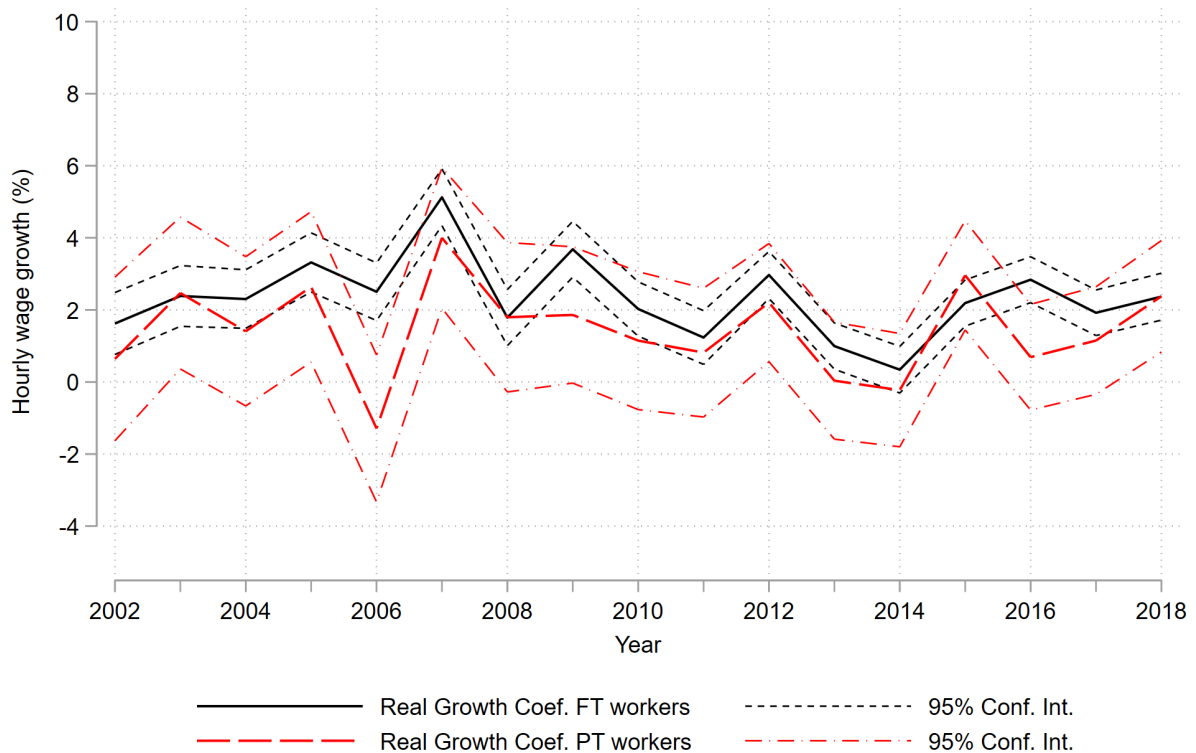 Hourly wage growth (%)
10
8
6
4
2
0
-2
-4
2002 2004 2006 2008 2010 2012 2014 2016 2018
Year
Real Growth Coef. FT workers 95% Conf. Int.
Real Growth Coef. PT workers 95% Conf. Int.